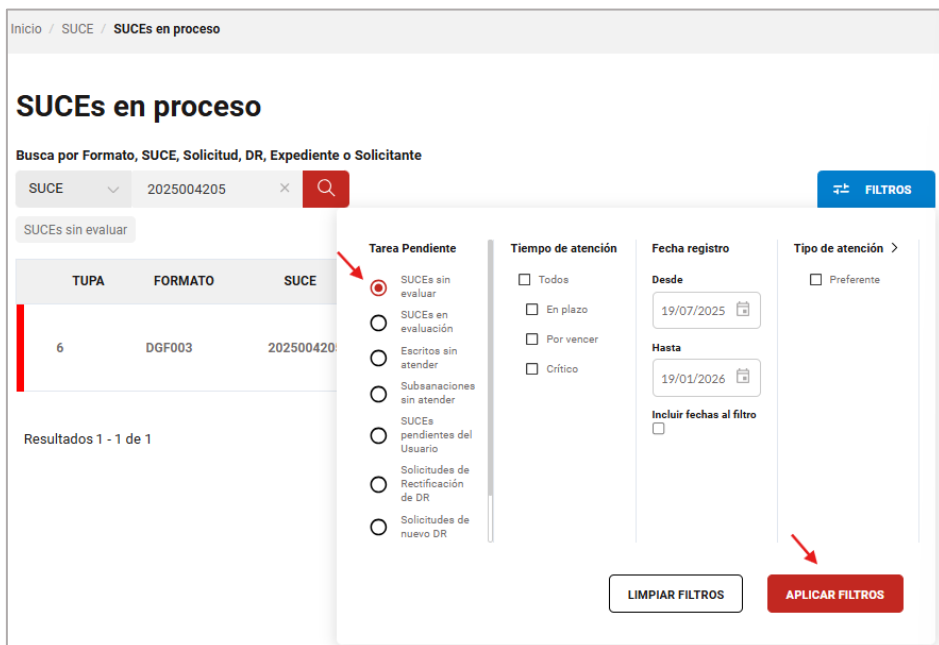 Inicio / SUCE / SUCEs en proceso
SUCEs en proceso
Busca por Formato, SUCE, Solicitud, DR, Expediente o Solicitante
SUCE 2025004205
FILTROS
SUCEs sin evaluar
TUPA FORMATO SUCE
6 DGF003 202500420
Resultados 1 - 1 de 1
Tarea Pendiente
SUCEs sin
evaluar
SUCEs en
evaluación
Escritos sin
atender
Subsanaciones
sin atender
SUCEs
pendientes del
Usuario
Solicitudes de
Rectificación
de DR
Solicitudes de
nuevo DR
Tiempo de atención
Todos
En plazo
Por vencer
Crítico
Fecha registro
Desde
19/07/2025
Hasta
19/01/2026
Incluir fechas al filtro
Tipo de atención >
Preferente
LIMPIAR FILTROS
APLICAR FILTROS